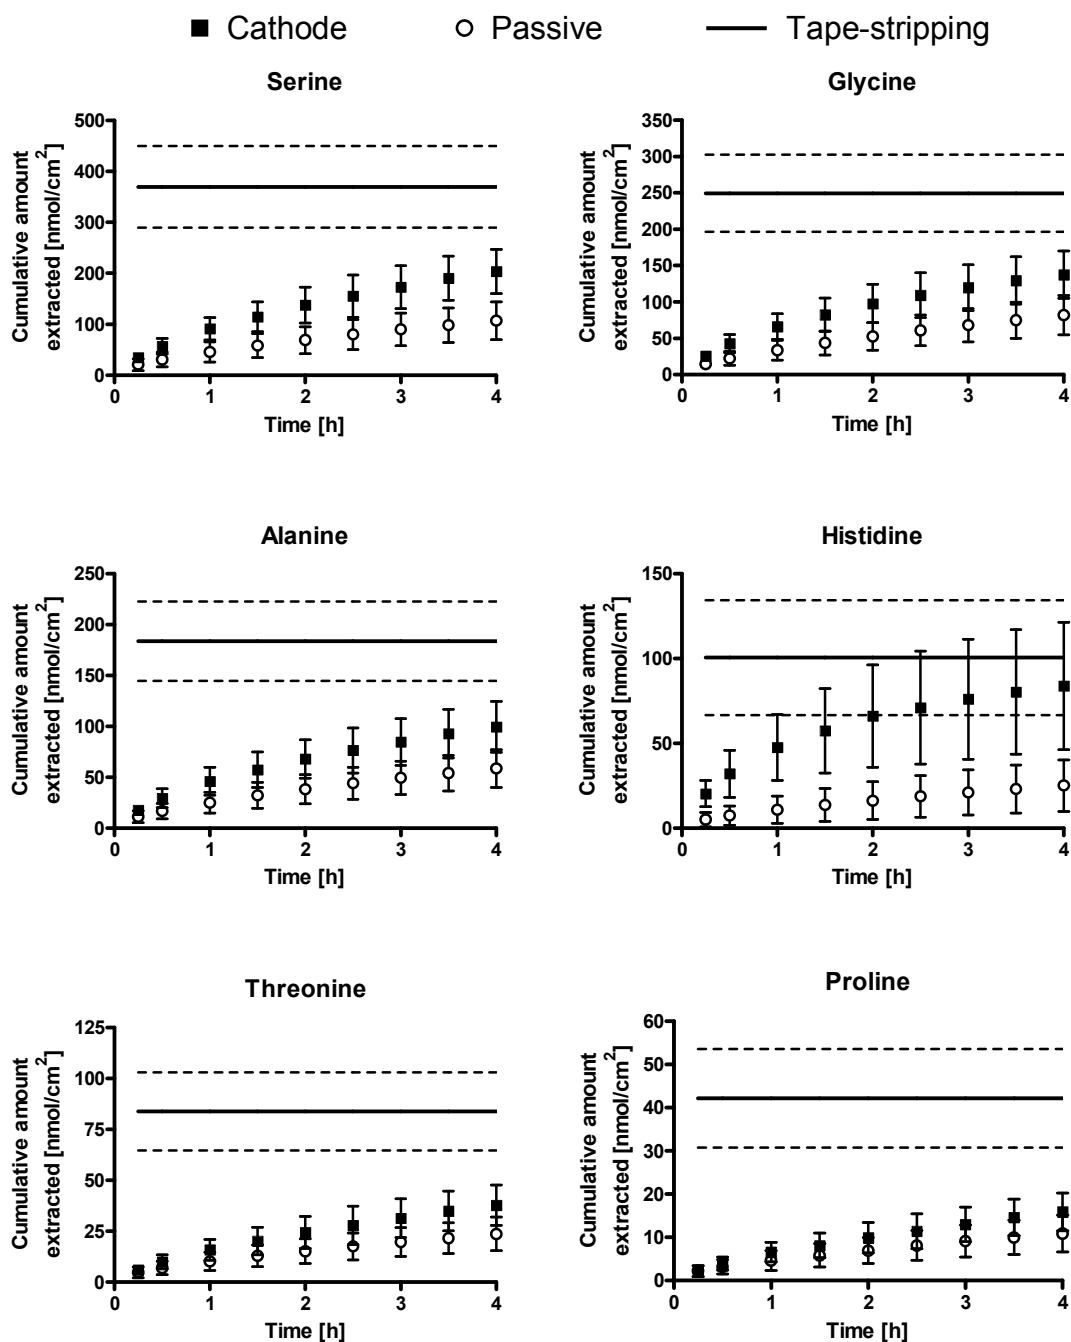 Cathode Passive Tape-stripping
Serine
Cumulative amount
extracted [nmol/cm²]
500
400
300
200
100
0
0 1 2 3 4
Time [h]
Glycine
Cumulative amount
extracted [nmol/cm²]
350
300
250
200
150
100
50
0
0 1 2 3 4
Time [h]
Alanine
Cumulative amount
extracted [nmol/cm²]
250
200
150
100
50
0
0 1 2 3 4
Time [h]
Histidine
Cumulative amount
extracted [nmol/cm²]
150
100
50
0
0 1 2 3 4
Time [h]
Threonine
Cumulative amount
extracted [nmol/cm²]
125
100
75
50
25
0
0 1 2 3 4
Time [h]
Proline
Cumulative amount
extracted [nmol/cm²]
60
50
40
30
20
10
0
0 1 2 3 4
Time [h]